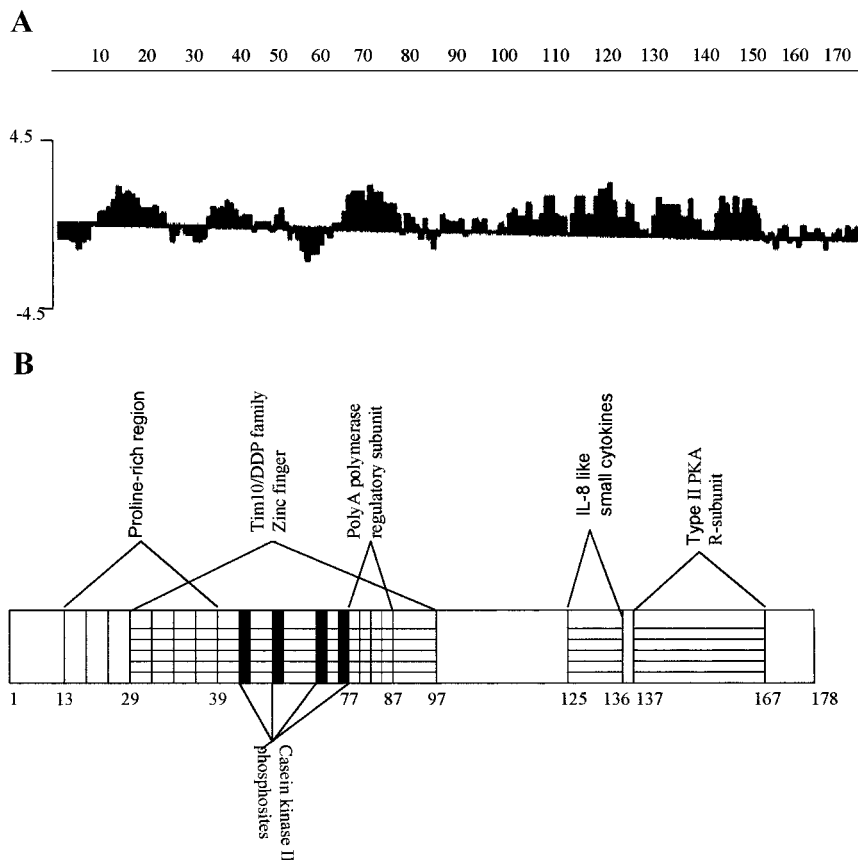 A
10 20 30 40 50 60 70 80 90 100 110 120 130 140 150 160 170
4.5
-4.5
B
Proline-rich region
Tim10/DDP family
Zinc finger
PolyA polymerase
regulatory subunit
IL-8 like
small cytokines
Type II PKA
R-subunit
1 13 29 39 77 87 97 125 136 137 167 178
Casein kinase II
phosphosites